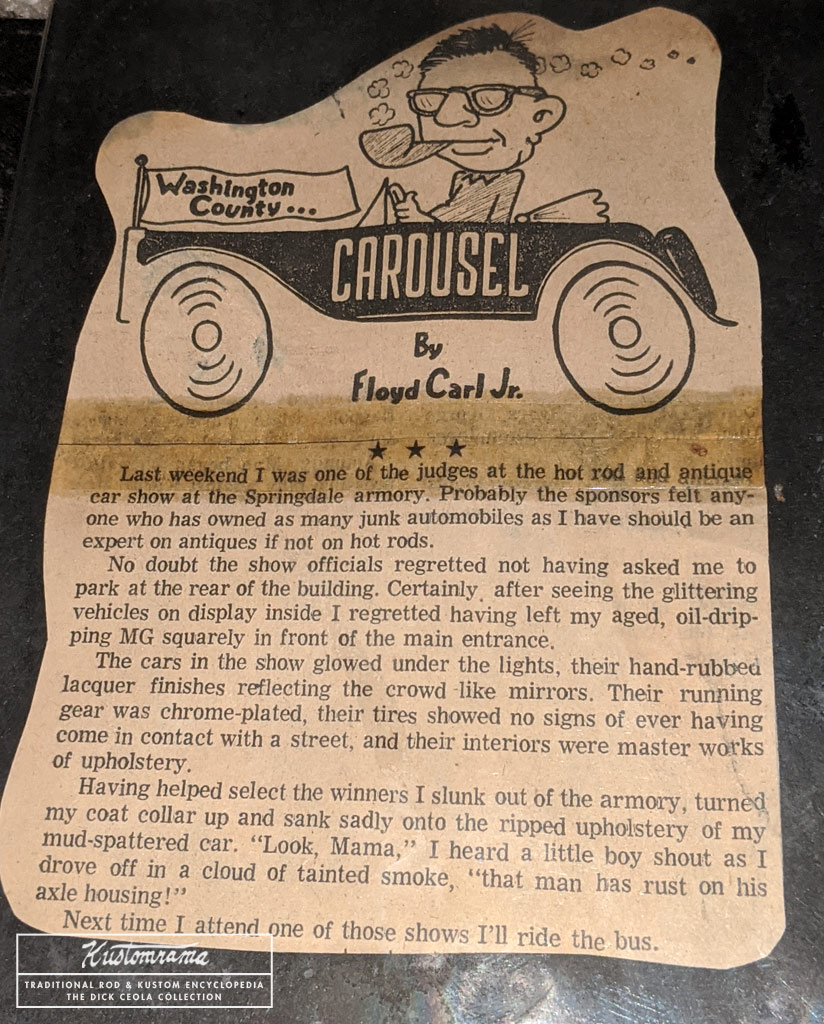 Washington
County...
CAROUSEL
By
Floyd Carl Jr.
★ ★ ★
Last weekend I was one of the judges at the hot rod and antique
car show at the Springdale armory. Probably the sponsors felt any-
one who has owned as many junk automobiles as I have should be an
expert on antiques if not on hot rods.
No doubt the show officials regretted not having asked me to
park at the rear of the building. Certainly, after seeing the glittering
vehicles on display inside I regretted having left my aged, oil-drip-
ping MG squarely in front of the main entrance.
The cars in the show glowed under the lights, their hand-rubbed
lacquer finishes reflecting the crowd like mirrors. Their running
gear was chrome-plated, their tires showed no signs of ever having
come in contact with a street, and their interiors were master works
of upholstery.
Having helped select the winners I slunk out of the armory, turned
my coat collar up and sank sadly onto the ripped upholstery of my
mud-spattered car. "Look, Mama," I heard a little boy shout as I
drove off in a cloud of tainted smoke, "that man has rust on his
axle housing!"
Next time I attend one of those shows I'll ride the bus.
Kustomrama
TRADITIONAL ROD & KUSTOM ENCYCLOPEDIA
THE DICK CEOLA COLLECTION